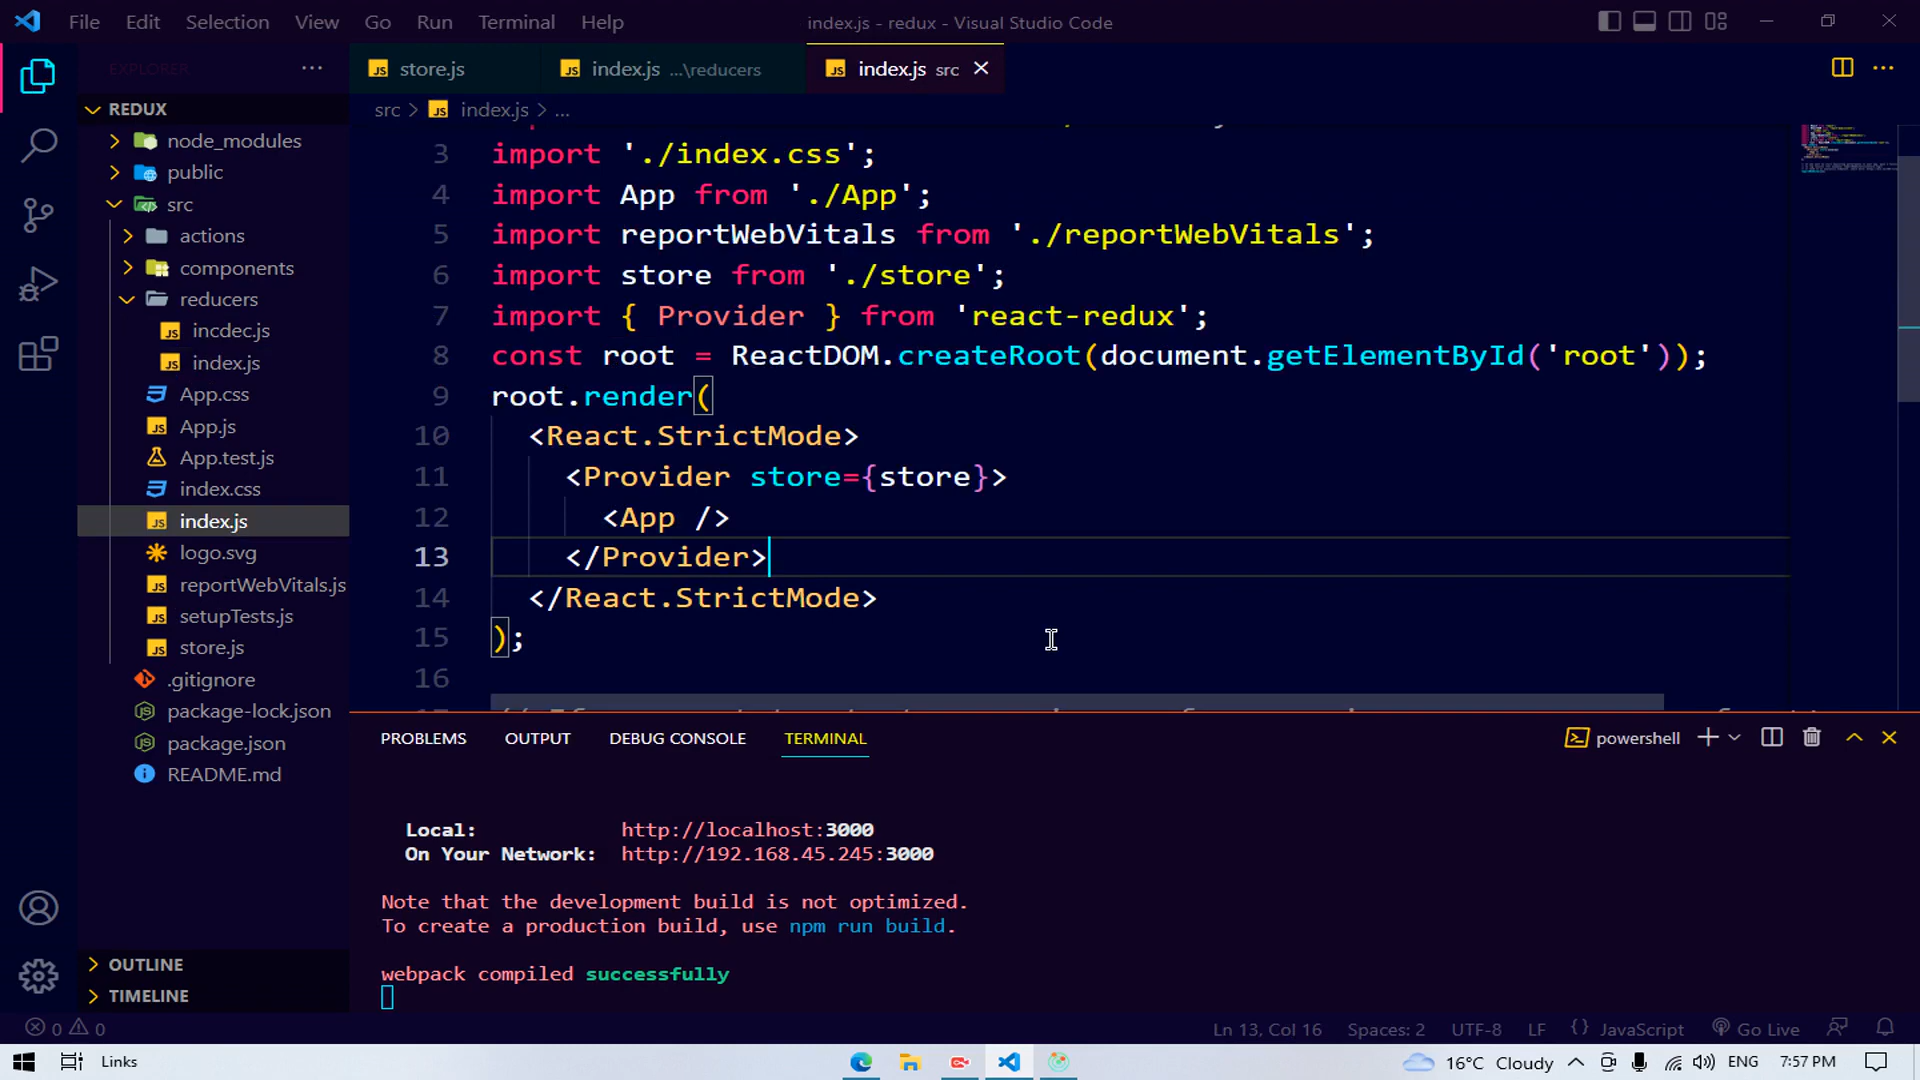 File Edit Selection View Go Run Terminal Help
index.js - redux - Visual Studio Code
EXPLORER
store.js
index.js ...\reducers
index.js src
REDUX
node_modules
public
src
actions
components
reducers
incdec.js
index.js
App.css
App.js
App.test.js
index.css
index.js
logo.svg
reportWebVitals.js
setupTests.js
store.js
.gitignore
package-lock.json
package.json
README.md
OUTLINE
TIMELINE
src > index.js > ...
3 import './index.css';
4 import App from './App';
5 import reportWebVitals from './reportWebVitals';
6 import store from './store';
7 import { Provider } from 'react-redux';
8 const root = ReactDOM.createRoot(document.getElementById('root'));
9 root.render(
10 <React.StrictMode>
11 <Provider store={store}>
12 <App />
13 </Provider>
14 </React.StrictMode>
15 );
16
PROBLEMS OUTPUT DEBUG CONSOLE TERMINAL
powershell
Local: http://localhost:3000
On Your Network: http://192.168.45.245:3000
Note that the development build is not optimized.
To create a production build, use npm run build.
webpack compiled successfully
0 0
Ln 13, Col 16 Spaces: 2 UTF-8 LF {} JavaScript Go Live
Links
16°C Cloudy ENG 7:57 PM